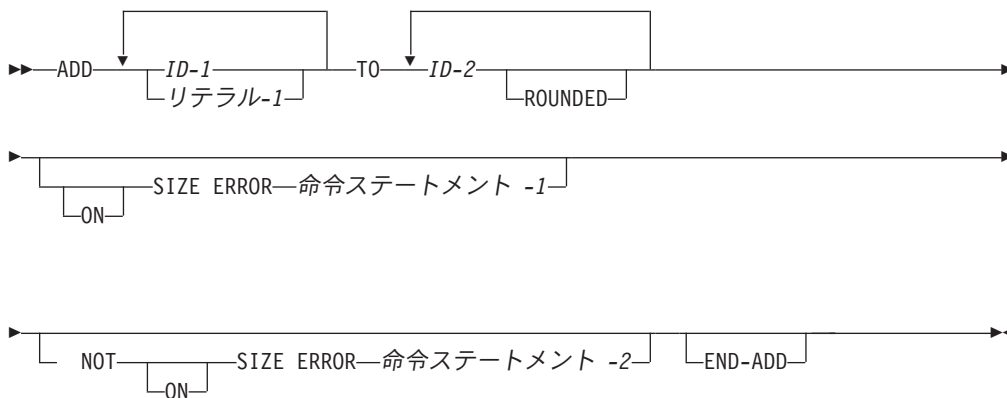 ADD ID-1 TO ID-2
リテラル-1 ROUNDED
SIZE ERROR 命令ステートメント -1
ON
NOT SIZE ERROR 命令ステートメント -2 END-ADD
ON